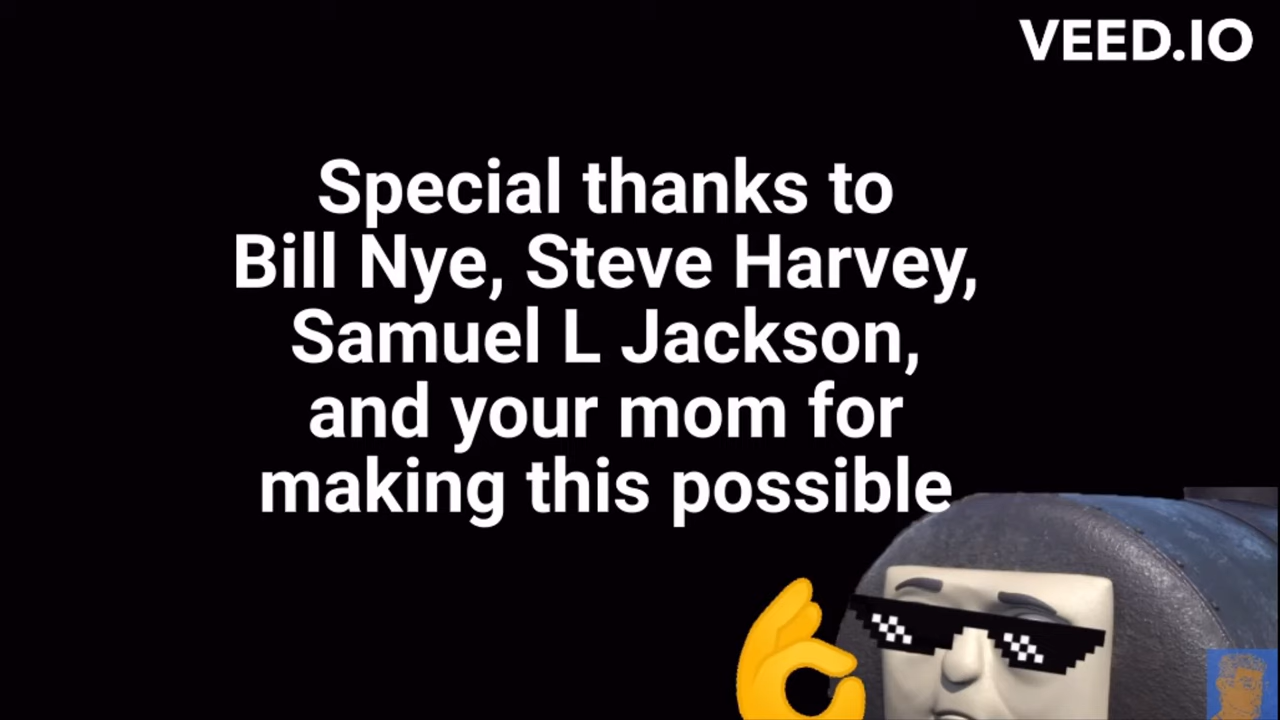 VEED.IO
Special thanks to
Bill Nye, Steve Harvey,
Samuel L Jackson,
and your mom for
making this possible